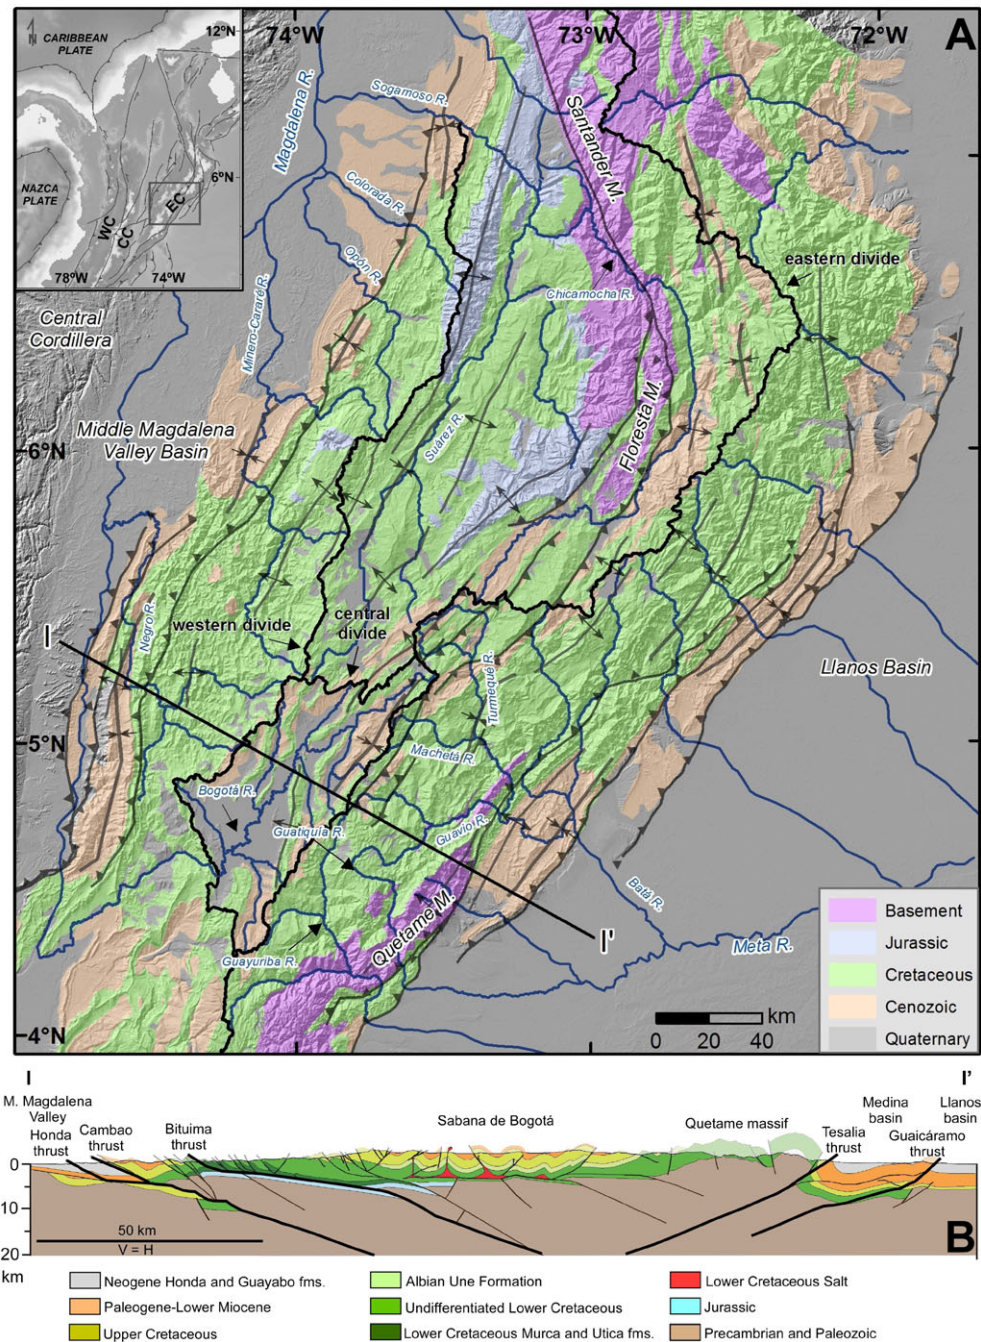 CARIBBEAN
PLATE
12°N
NAZCA
PLATE
6°N
WC
CC
EC
78°W
74°W
74°W
73°W
72°W
A
Magdalena R.
Sogamoso R.
Santander M.
Colorada R.
Opón R.
Chicamocha R.
eastern divide
Central
Cordillera
Minero-Cararé R.
Middle Magdalena
Valley Basin
6°N
Suárez R.
Floresta M.
western divide
central
divide
Negro R.
I
Turmequé R.
Llanos Basin
5°N
Machetá R.
Bogotá R.
Guatiquía R.
Guavio R.
Batá R.
Quetame M.
I'
Meta R.
Guayuriba R.
4°N
km
0 20 40
Basement
Jurassic
Cretaceous
Cenozoic
Quaternary
I
I’
M. Magdalena
Valley
Honda
thrust
Cambao
thrust
Bituima
thrust
Sabana de Bogotá
Quetame massif
Tesalia
thrust
Medina
basin
Guaicáramo
thrust
Llanos
basin
0
5
10
20
km
50 km
V = H
B
Neogene Honda and Guayabo fms.
Albian Une Formation
Lower Cretaceous Salt
Paleogene-Lower Miocene
Undifferentiated Lower Cretaceous
Jurassic
Upper Cretaceous
Lower Cretaceous Murca and Utica fms.
Precambrian and Paleozoic